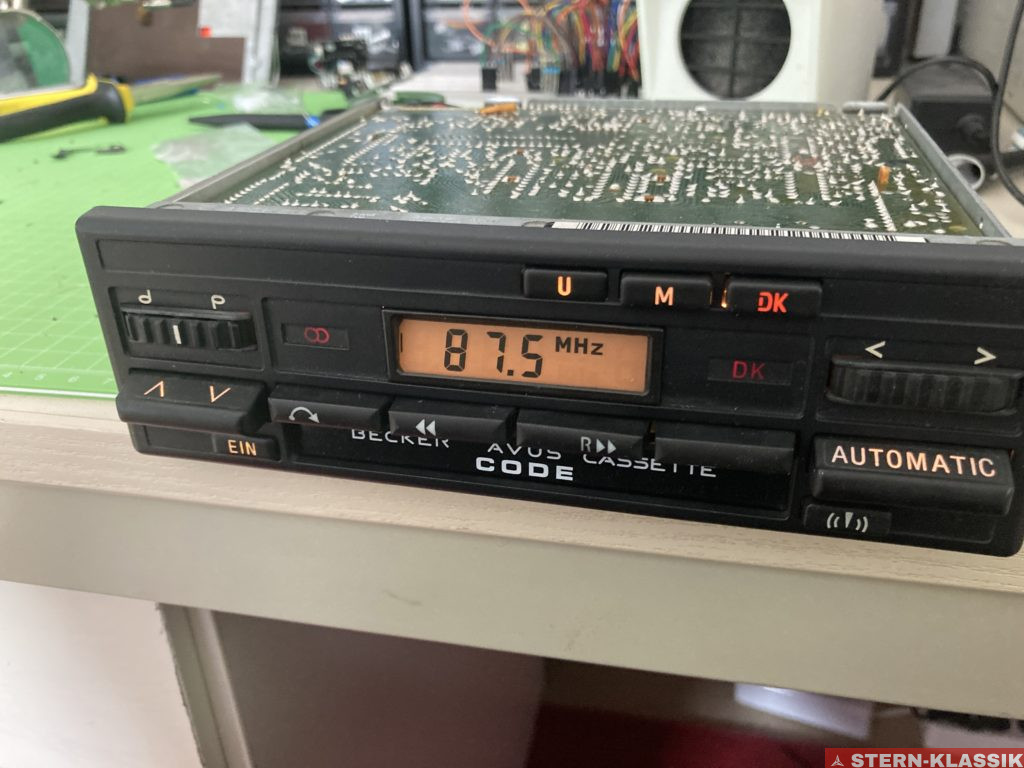 U M DK
d p
87.5 MHz
DK
< >
R
BECKER AVUS CASSETTE
CODE
EIN
AUTOMATIC
STERN-KLASSIK